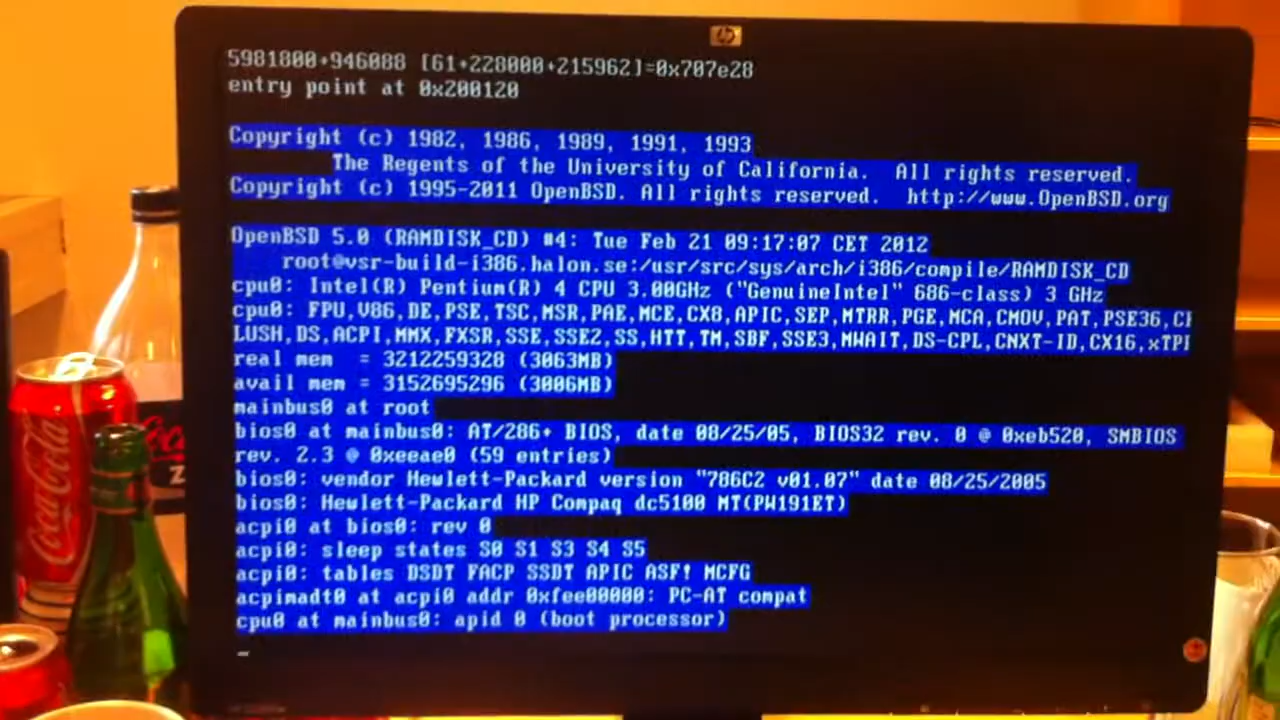 hp
5981800+946088 [61+228000+215962]=0x707e28
entry point at 0x200120
Copyright (c) 1982, 1986, 1989, 1991, 1993
The Regents of the University of California. All rights reserved.
Copyright (c) 1995-2011 OpenBSD. All rights reserved. http://www.OpenBSD.org
OpenBSD 5.0 (RAMDISK_CD) #4: Tue Feb 21 09:17:07 CET 2012
root@vsr-build-i386.halon.se:/usr/src/sys/arch/i386/compile/RAMDISK_CD
cpu0: Intel(R) Pentium(R) 4 CPU 3.00GHz ("GenuineIntel" 686-class) 3 GHz
cpu0: FPU,V86,DE,PSE,TSC,MSR,PAE,MCE,CX8,APIC,SEP,MTRR,PGE,MCA,CMOV,PAT,PSE36,CF
LUSH,DS,ACPI,MMX,FXSR,SSE,SSE2,SS,HTT,TM,SBF,SSE3,MWAIT,DS-CPL,CNXT-ID,CX16,xTPR
real mem = 3212259328 (3063MB)
avail mem = 3152695296 (3006MB)
mainbus0 at root
bios0 at mainbus0: AT/286+ BIOS, date 08/25/05, BIOS32 rev. 0 @ 0xeb520, SMBIOS
rev. 2.3 @ 0xeeae0 (59 entries)
bios0: vendor Hewlett-Packard version "786C2 v01.07" date 08/25/2005
bios0: Hewlett-Packard HP Compaq dc5100 MT(PW191ET)
acpi0 at bios0: rev 0
acpi0: sleep states S0 S1 S3 S4 S5
acpi0: tables DSDT FACP SSDT APIC ASF! MCFG
acpimadt0 at acpi0 addr 0xfee00000: PC-AT compat
cpu0 at mainbus0: apid 0 (boot processor)
Coca-Cola